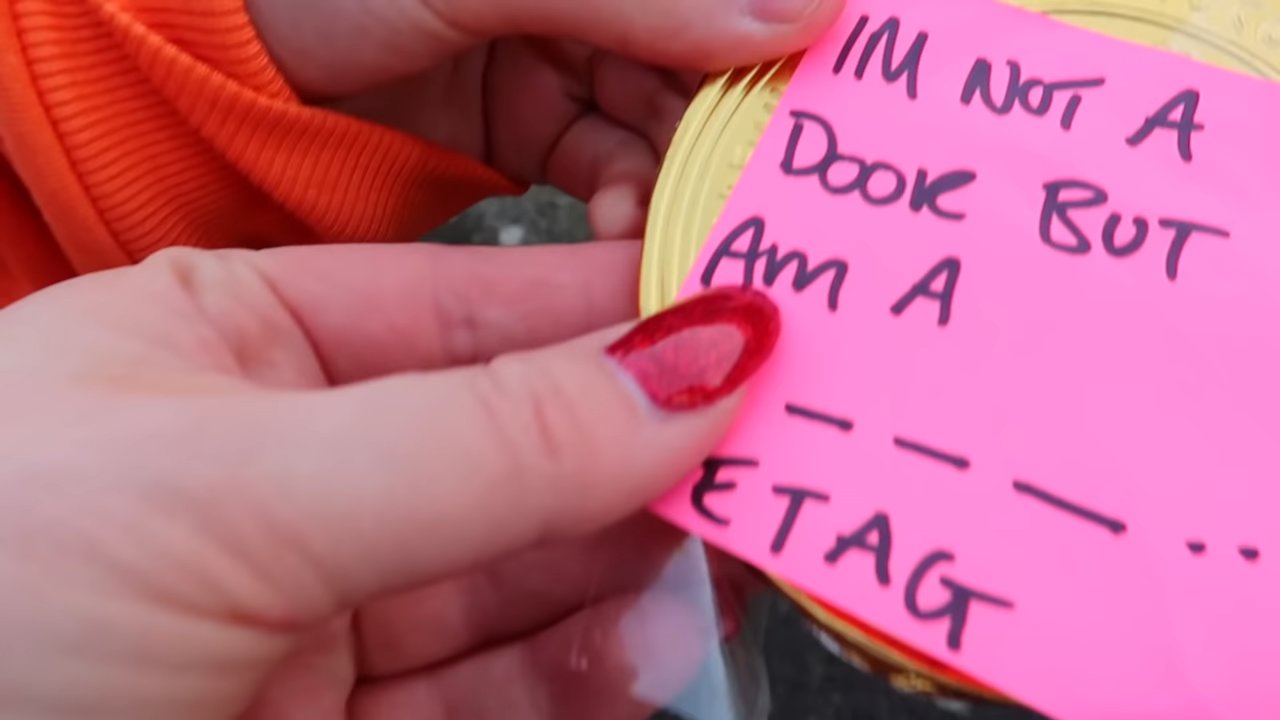 IM NOT A
DOOR BUT
AM A
_ _ _ . .
ETAG